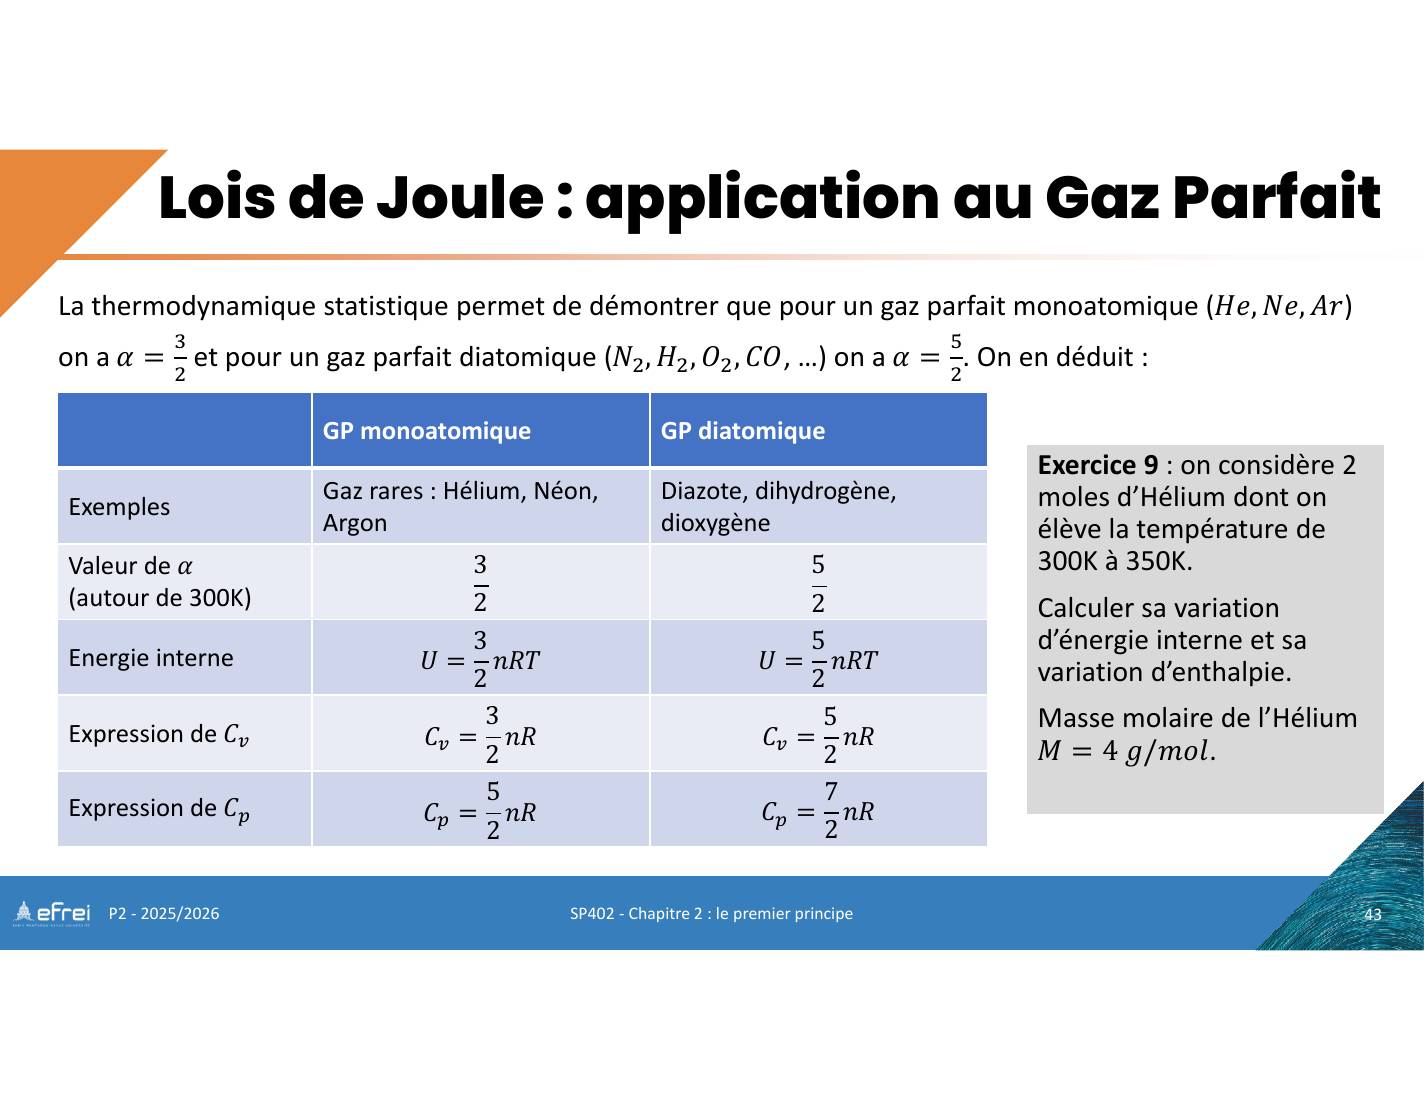 Lois de Joule : application au Gaz Parfait
La thermodynamique statistique permet de démontrer que pour un gaz parfait monoatomique (He, Ne, Ar)
on a α = 3/2 et pour un gaz parfait diatomique (N₂, H₂, O₂, CO, …) on a α = 5/2. On en déduit :
GP monoatomique
GP diatomique
Exemples
Gaz rares : Hélium, Néon,
Argon
Diazote, dihydrogène,
dioxygène
Valeur de α
(autour de 300K)
3/2
5/2
Energie interne
U = 3/2 nRT
U = 5/2 nRT
Expression de Cᵥ
Cᵥ = 3/2 nR
Cᵥ = 5/2 nR
Expression de Cₚ
Cₚ = 5/2 nR
Cₚ = 7/2 nR
Exercice 9 : on considère 2
moles d’Hélium dont on
élève la température de
300K à 350K.
Calculer sa variation
d’énergie interne et sa
variation d’enthalpie.
Masse molaire de l’Hélium
M = 4 g/mol.
efrei
P2 - 2025/2026
SP402 - Chapitre 2 : le premier principe
43